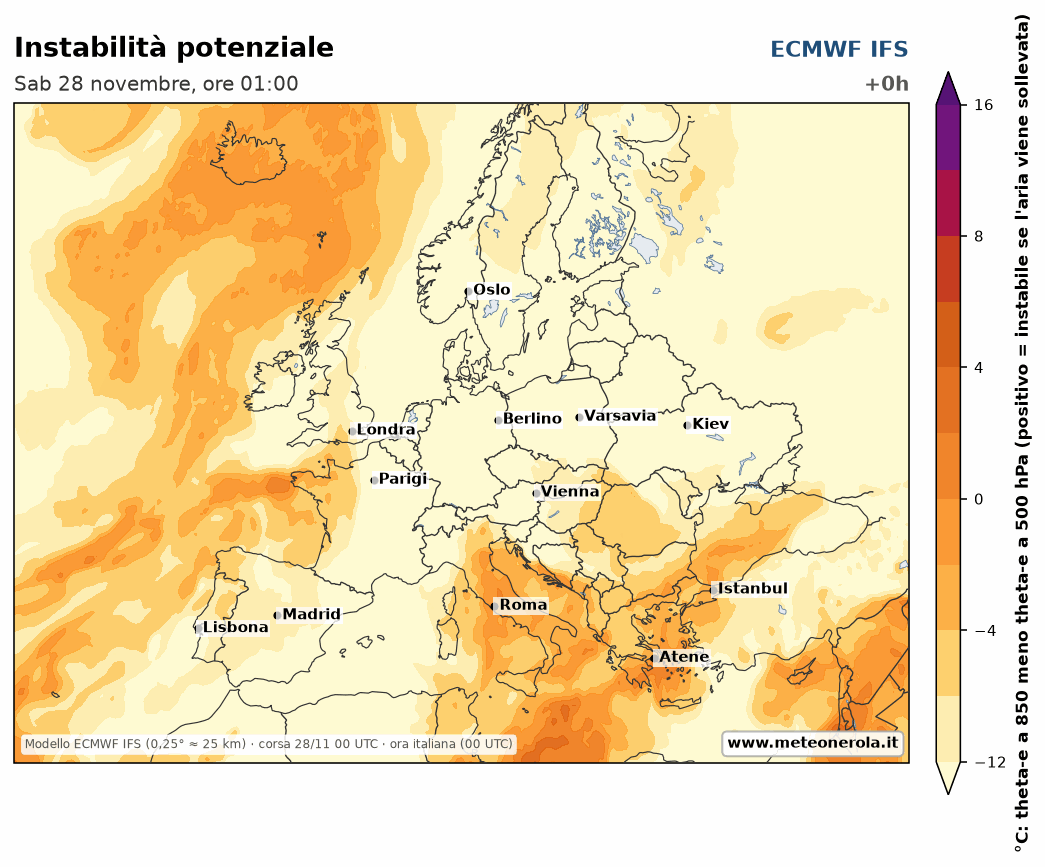 Instabilità potenziale
ECMWF IFS
Sab 28 novembre, ore 01:00
+0h
Oslo
Berlino
Varsavia
Kiev
Londra
Parigi
Vienna
Istanbul
Roma
Madrid
Lisbona
Atene
Modello ECMWF IFS (0,25° ≈ 25 km) · corsa 28/11 00 UTC · ora italiana (00 UTC)
www.meteonerola.it
16
8
4
0
−4
−12
°C: theta-e a 850 meno theta-e a 500 hPa (positivo = instabile se l'aria viene sollevata)